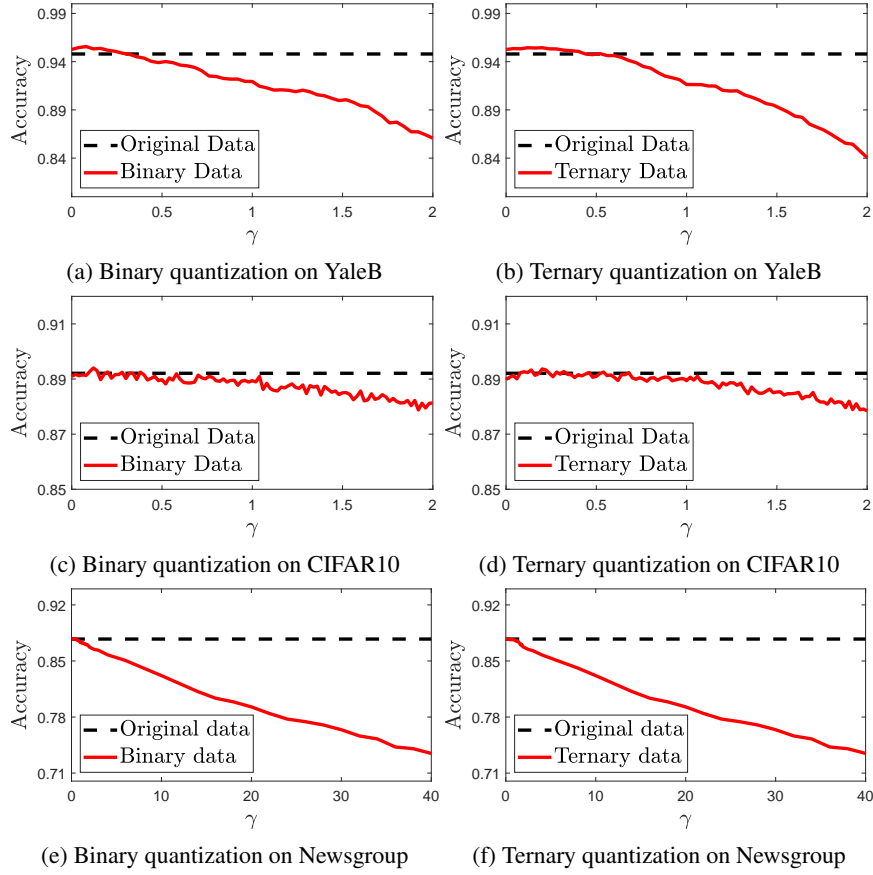 0.99 0.99
0.94 0.94
Accuracy Accuracy
0.89 0.89
Original Data Original Data
0.84 0.84
Binary Data Ternary Data
0 0.5 1 1.5 2 0 0.5 1 1.5 2
γ γ
(a) Binary quantization on YaleB (b) Ternary quantization on YaleB
0.91 0.91
Accuracy Accuracy
0.89 0.89
0.87 0.87
Original Data Original Data
Binary Data Ternary Data
0.85 0.85
0 0.5 1 1.5 2 0 0.5 1 1.5 2
γ γ
(c) Binary quantization on CIFAR10 (d) Ternary quantization on CIFAR10
0.92 0.92
Accuracy Accuracy
0.85 0.85
0.78 0.78
Original data Original data
Binary data Ternary data
0.71 0.71
0 10 20 30 40 0 10 20 30 40
γ γ
(e) Binary quantization on Newsgroup (f) Ternary quantization on Newsgroup